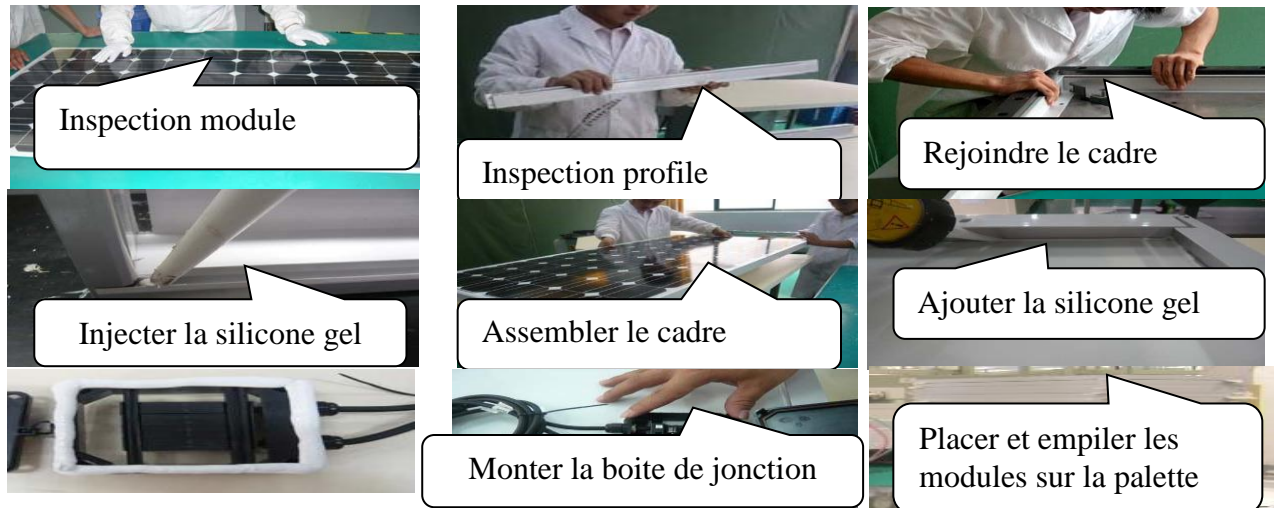 Inspection module
Inspection profile
Rejoindre le cadre
Injecter la silicone gel
Assembler le cadre
Ajouter la silicone gel
Monter la boite de jonction
Placer et empiler les
modules sur la palette